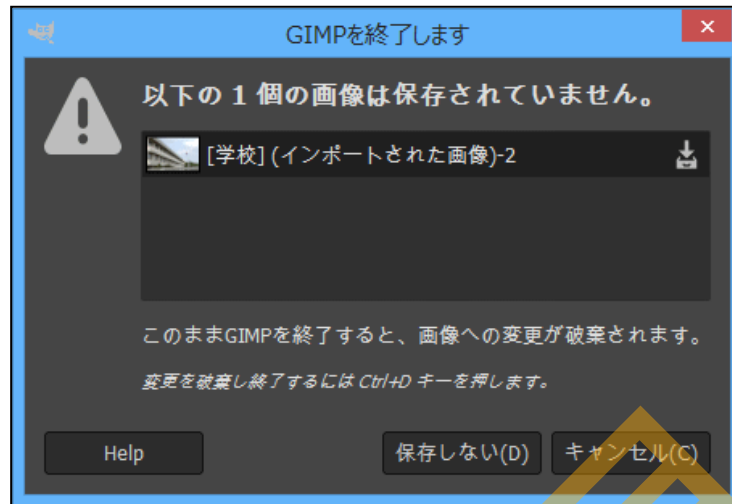 GIMPを終了します
以下の 1 個の画像は保存されていません。
[学校] (インポートされた画像)-2
このままGIMPを終了すると、画像への変更が破棄されます。
変更を破棄し終了するには Ctrl+D キーを押します。
Help
保存しない(D)
キャンセル(C)